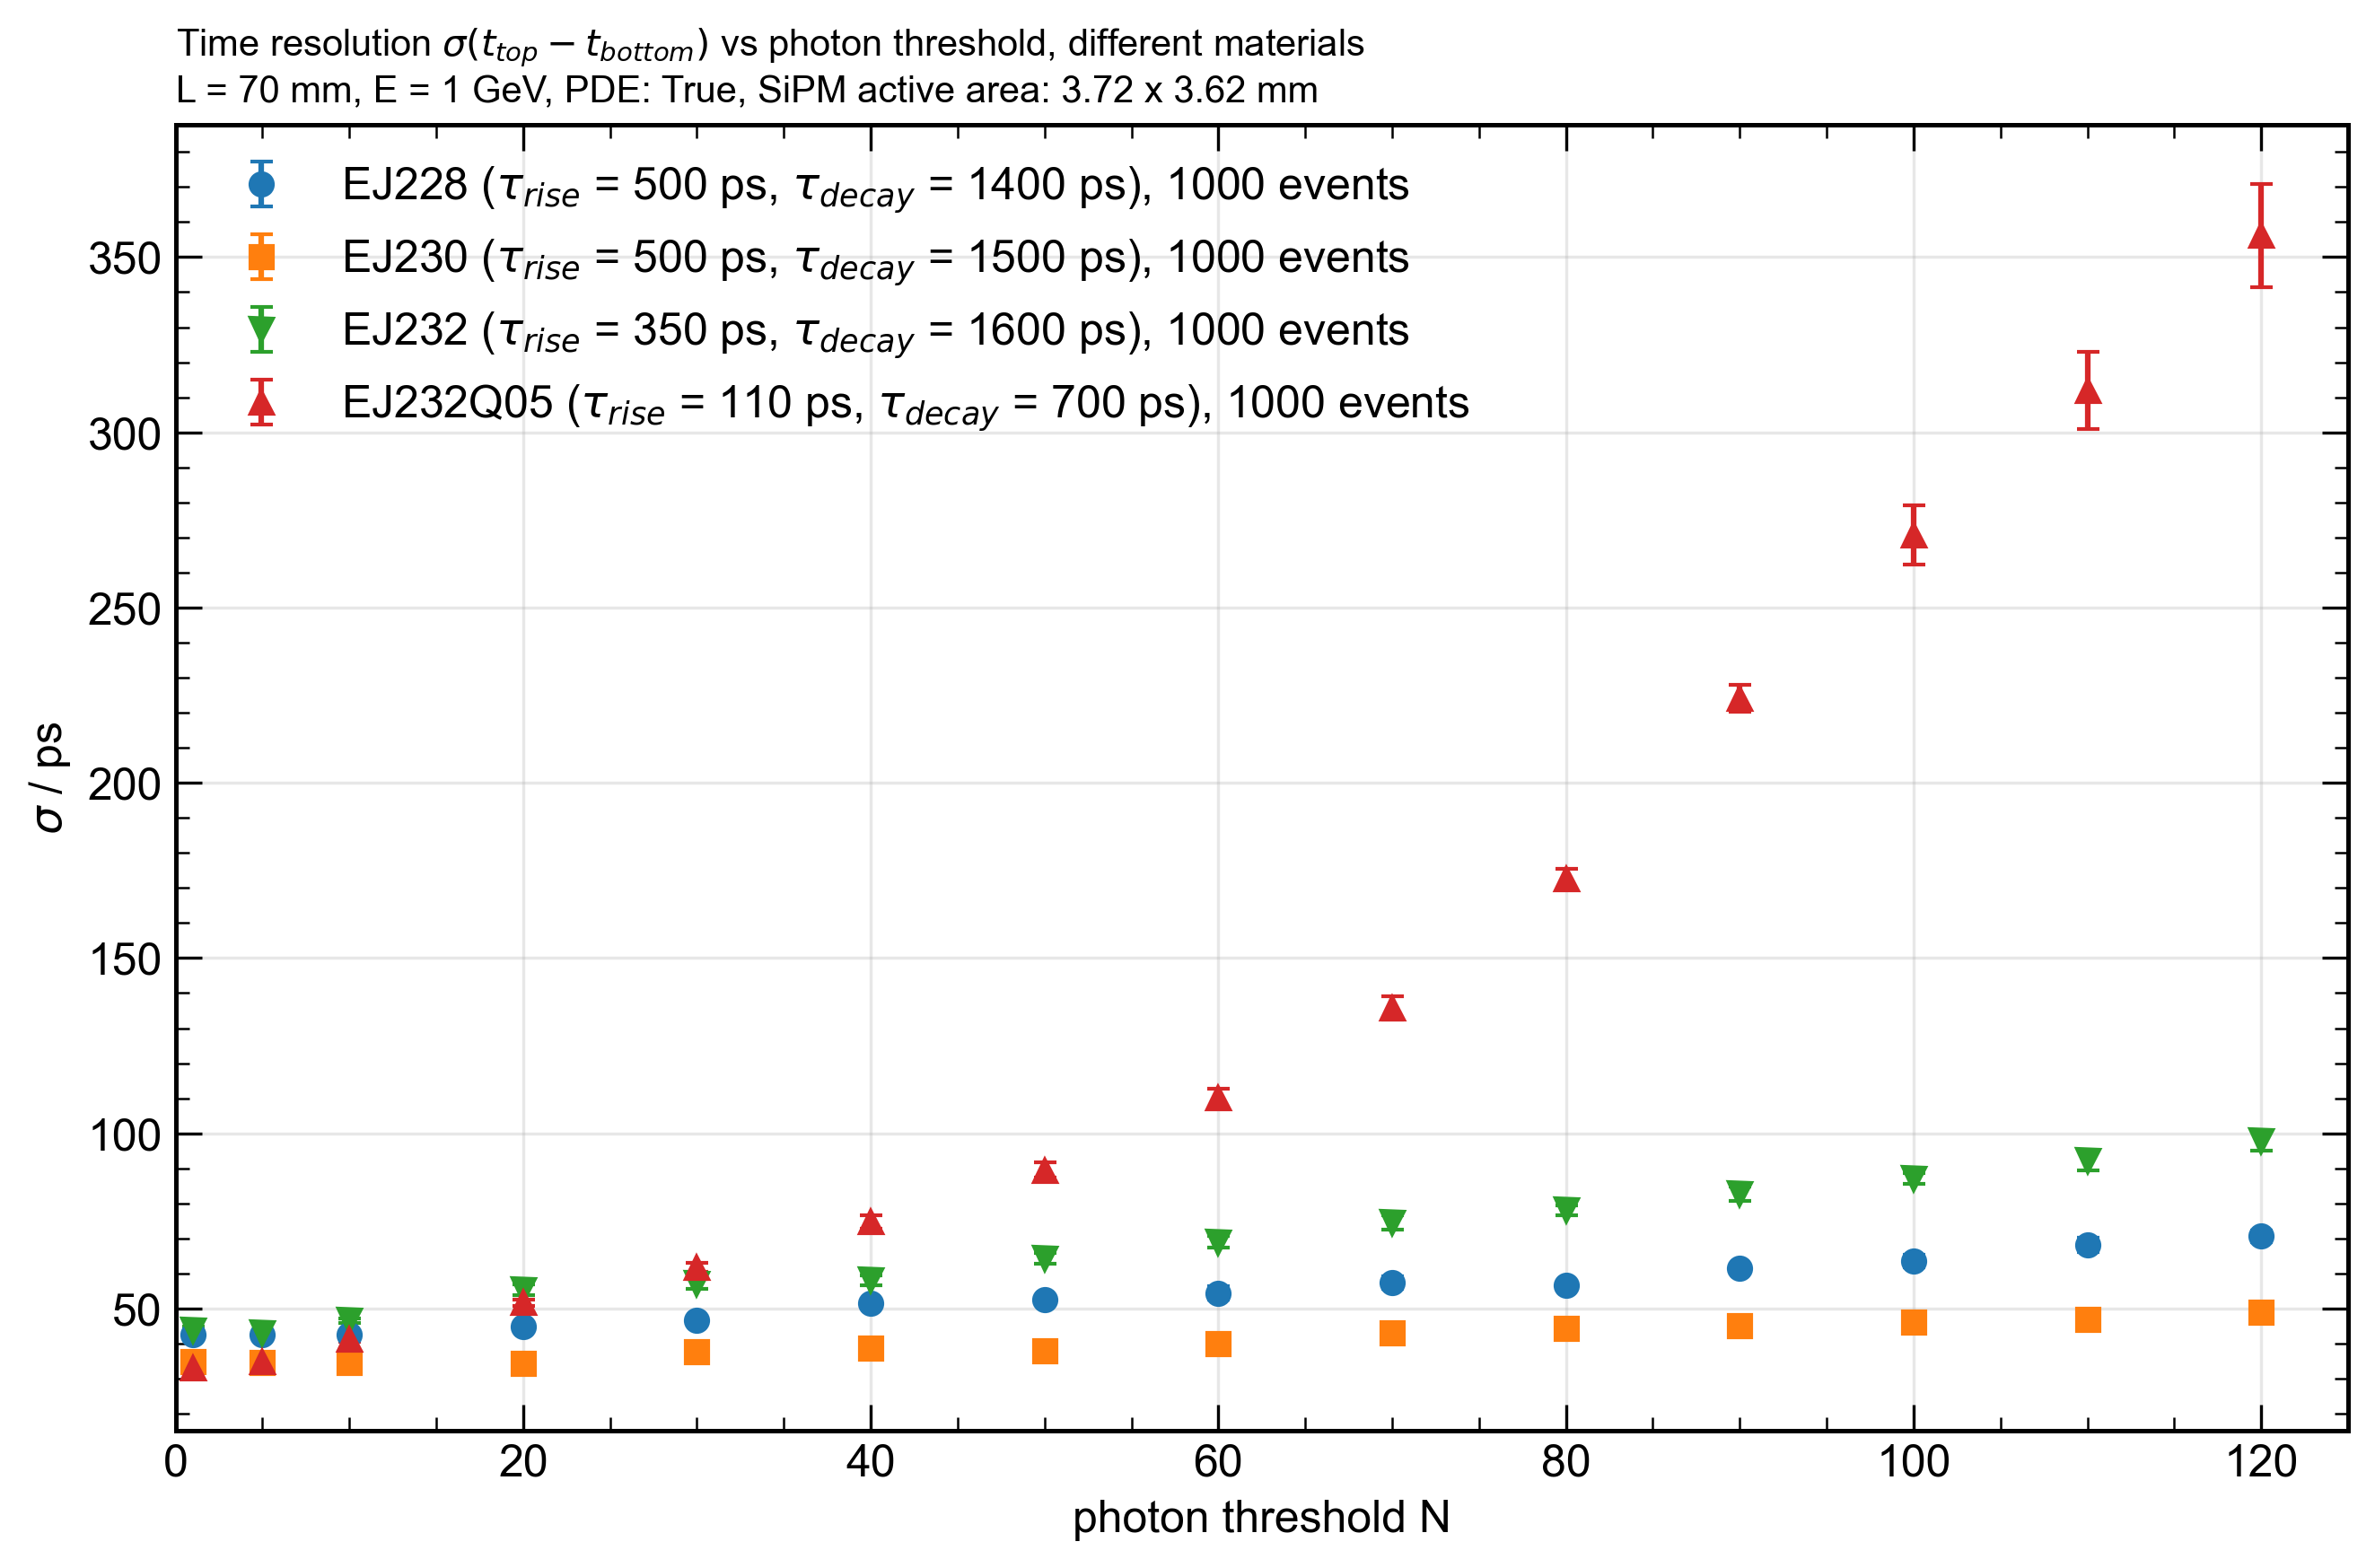 Time resolution σ(t_top − t_bottom) vs photon threshold, different materials
L = 70 mm, E = 1 GeV, PDE: True, SiPM active area: 3.72 x 3.62 mm
EJ228 (τ_rise = 500 ps, τ_decay = 1400 ps), 1000 events
EJ230 (τ_rise = 500 ps, τ_decay = 1500 ps), 1000 events
EJ232 (τ_rise = 350 ps, τ_decay = 1600 ps), 1000 events
EJ232Q05 (τ_rise = 110 ps, τ_decay = 700 ps), 1000 events
350
300
250
200
150
100
50
σ / ps
0 20 40 60 80 100 120
photon threshold N